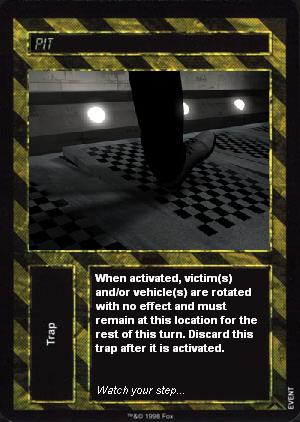 PIT
Trap
When activated, victim(s)
and/or vehicle(s) are rotated
with no effect and must
remain at this location for the
rest of this turn. Discard this
trap after it is activated.
Watch your step...
™&© 1998 Fox
EVENT